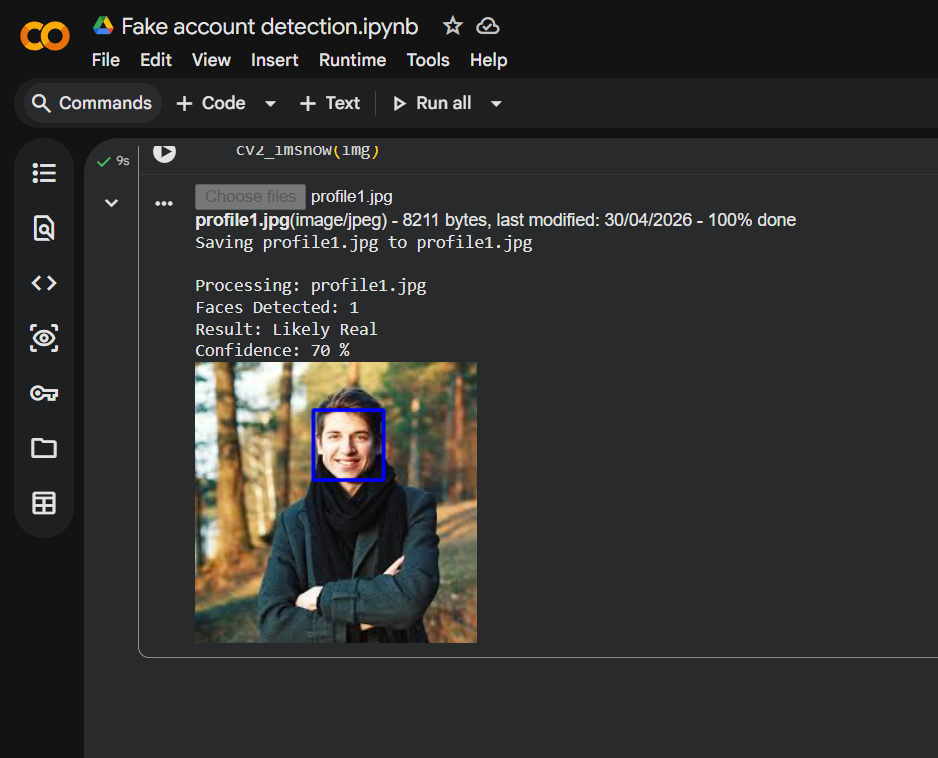 Fake account detection.ipynb
File Edit View Insert Runtime Tools Help
Commands + Code + Text Run all
9s
cv2_imshow(img)
Choose files profile1.jpg
profile1.jpg(image/jpeg) - 8211 bytes, last modified: 30/04/2026 - 100% done
Saving profile1.jpg to profile1.jpg
Processing: profile1.jpg
Faces Detected: 1
Result: Likely Real
Confidence: 70 %